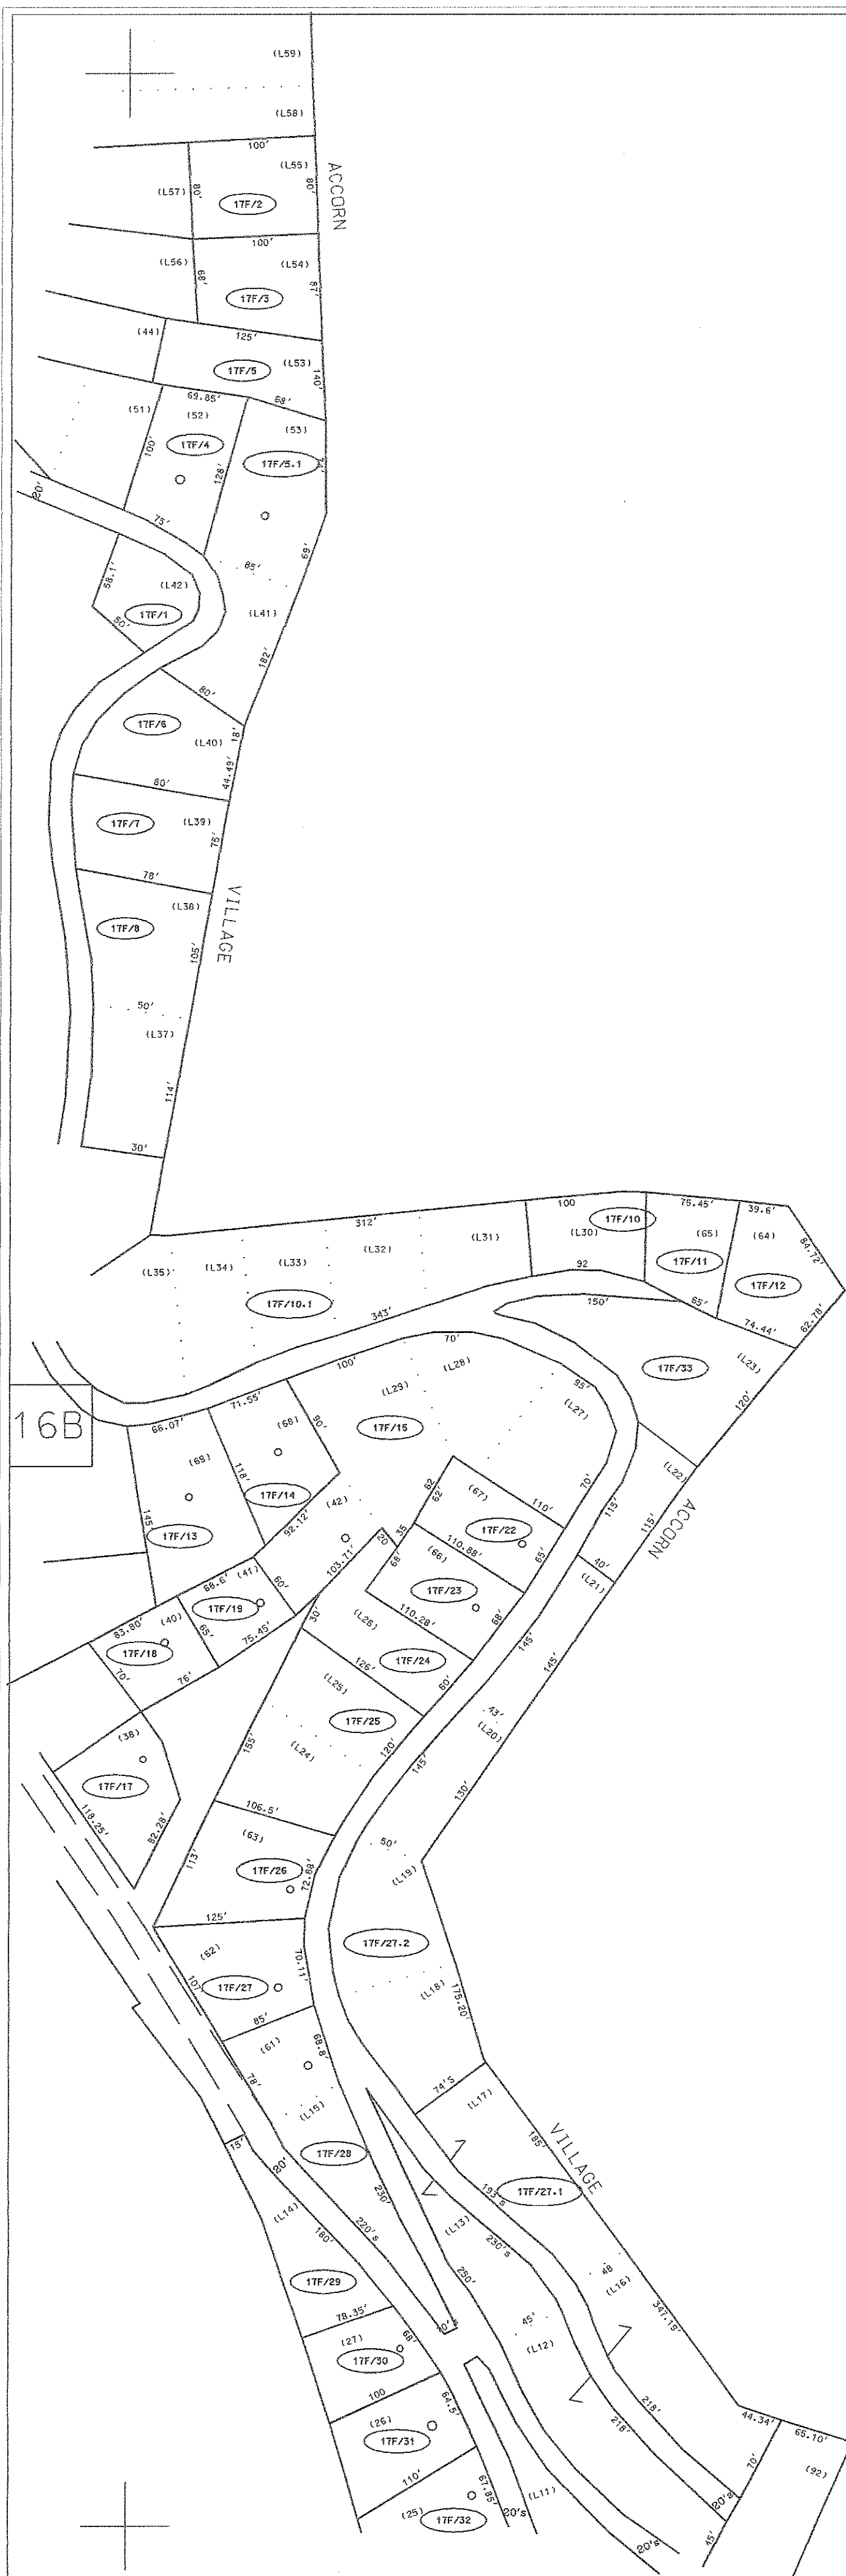 (L59)
(L58)
100'
(L55)
ACCORN
(L57)
80'
80'
17F/2
100'
(L56)
(L54)
68'
87'
17F/3
(44)
125'
(L53)
17F/5
140'
69.85'
68'
(51)
(52)
(53)
100'
17F/4
128'
17F/5.1
74'
20'
75'
69'
85'
58.1'
(L42)
(L41)
17F/1
50'
182'
80'
17F/6
18'
(L40)
44.49'
80'
17F/7
(L39)
75'
78'
VILLAGE
(L38)
17F/8
105'
50'
(L37)
114'
30'
312'
100
75.45'
39.6'
17F/10
(L35)
(L34)
(L33)
(L32)
(L31)
(L30)
(65)
(64)
84.72'
92
17F/11
17F/12
17F/10.1
150'
65'
62.78'
343'
74.44'
70'
100'
(L28)
17F/33
(L23)
95'
71.55'
(L29)
(L27)
120'
16B
66.07'
(58)
90'
17F/15
(69)
118'
62
62'
(67)
110'
70'
(L22)
115'
115'
ACCORN
17F/14
(42)
145'
92.12'
17F/13
20
35
17F/22
110.88'
65'
103.71'
68'
(66)
40'
68.6'
(41)
60'
17F/23
(L21)
83.80'
(40)
17F/19
30'
(L26)
110.28'
68'
65'
75.45'
17F/18
126'
17F/24
145'
145'
70'
76'
(L25)
60'
(38)
17F/25
43'
(L20)
155'
(L24)
120'
17F/17
145'
130'
118.25'
82.28'
106.5'
(63)
50'
113'
17F/26
72.88'
(L19)
125'
(62)
17F/27.2
70.11'
107'
17F/27
(L18)
175.20'
85'
(61)
68.8'
78'
74'S
(L17)
(L15)
15'
17F/28
185'
VILLAGE
20'
230'
193's
17F/27.1
(L14)
220's
(L13)
230's
180'
250'
48
(L16)
17F/29
347.19'
78.35'
45'
(27)
68'
20's
(L12)
17F/30
100
64.5'
218'
218'
44.34'
65.10'
(26)
17F/31
70'
(92)
110'
67.85'
(L11)
20's
(25)
17F/32
20's
45'
20's